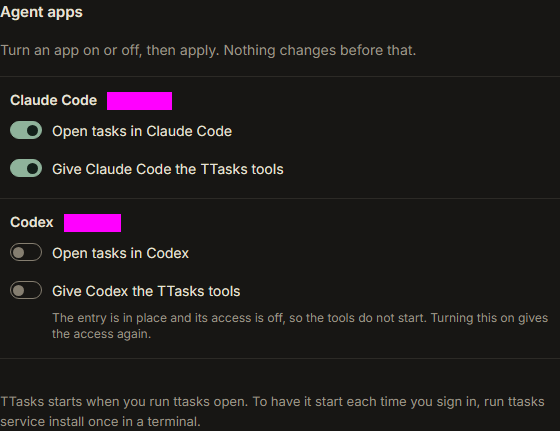 Agent apps
Turn an app on or off, then apply. Nothing changes before that.
Claude Code
Open tasks in Claude Code
Give Claude Code the TTasks tools
Codex
Open tasks in Codex
Give Codex the TTasks tools
The entry is in place and its access is off, so the tools do not start. Turning this on gives
the access again.
TTasks starts when you run ttasks open. To have it start each time you sign in, run ttasks
service install once in a terminal.